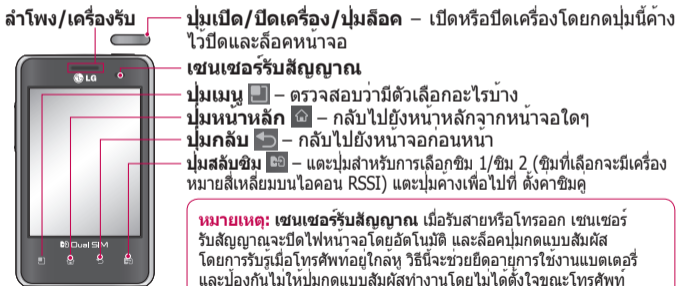 ลำโพง/เครื่องรับ
ปุ่มเปิด/ปิดเครื่อง/ปุ่มล็อค – เปิดหรือปิดเครื่องโดยกดปุ่มนี้ค้าง
ไว้ปิดและล็อคหน้าจอ
เซนเซอร์รับสัญญาณ
ปุ่มเมนู – ตรวจสอบว่ามีตัวเลือกอะไรบ้าง
ปุ่มหน้าหลัก – กลับไปยังหน้าหลักจากหน้าจอใดๆ
ปุ่มกลับ – กลับไปยังหน้าจอก่อนหน้า
ปุ่มสลับซิม – แตะปุ่มสำหรับการเลือกซิม 1/ซิม 2 (ซิมที่เลือกจะมีเครื่อง
หมายสี่เหลี่ยมบนไอคอน RSSI) แตะปุ่มค้างเพื่อไปที่ ตั้งค่าซิมคู่
LG
Dual SIM
หมายเหตุ: เซนเซอร์รับสัญญาณ เมื่อรับสายหรือโทรออก เซนเซอร์
รับสัญญาณจะปิดไฟหน้าจอโดยอัตโนมัติ และล็อคปุ่มกดแบบสัมผัส
โดยการรับรู้เมื่อโทรศัพท์อยู่ใกล้หู วิธีนี้จะช่วยยืดอายุการใช้งานแบตเตอรี่
และป้องกันไม่ให้ปุ่มกดแบบสัมผัสทำงานโดยไม่ได้ตั้งใจขณะโทรศัพท์